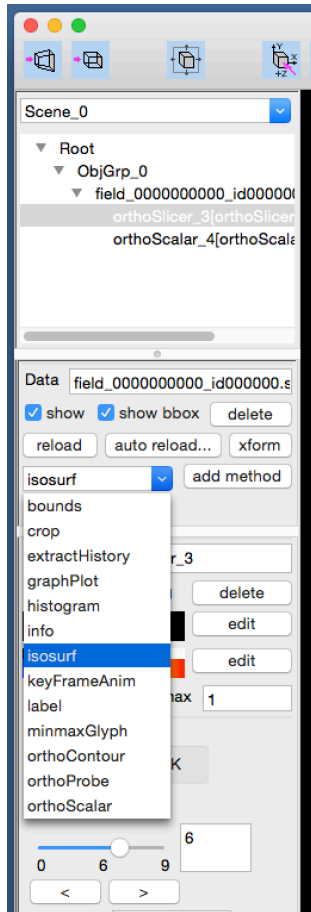 +Y
X
+Z
Scene_0
Root
ObjGrp_0
field_0000000000_id00000
orthoSlicer_3[orthoSlicer
orthoScalar_4[orthoScala
Data field_0000000000_id000000.s
show show bbox delete
reload auto reload... xform
isosurf add method
bounds
crop
extractHistory
r_3
graphPlot
delete
histogram
info
edit
isosurf
edit
keyFrameAnim
label
max 1
minmaxGlyph
orthoContour
K
orthoProbe
orthoScalar
6
0 6 9
< >